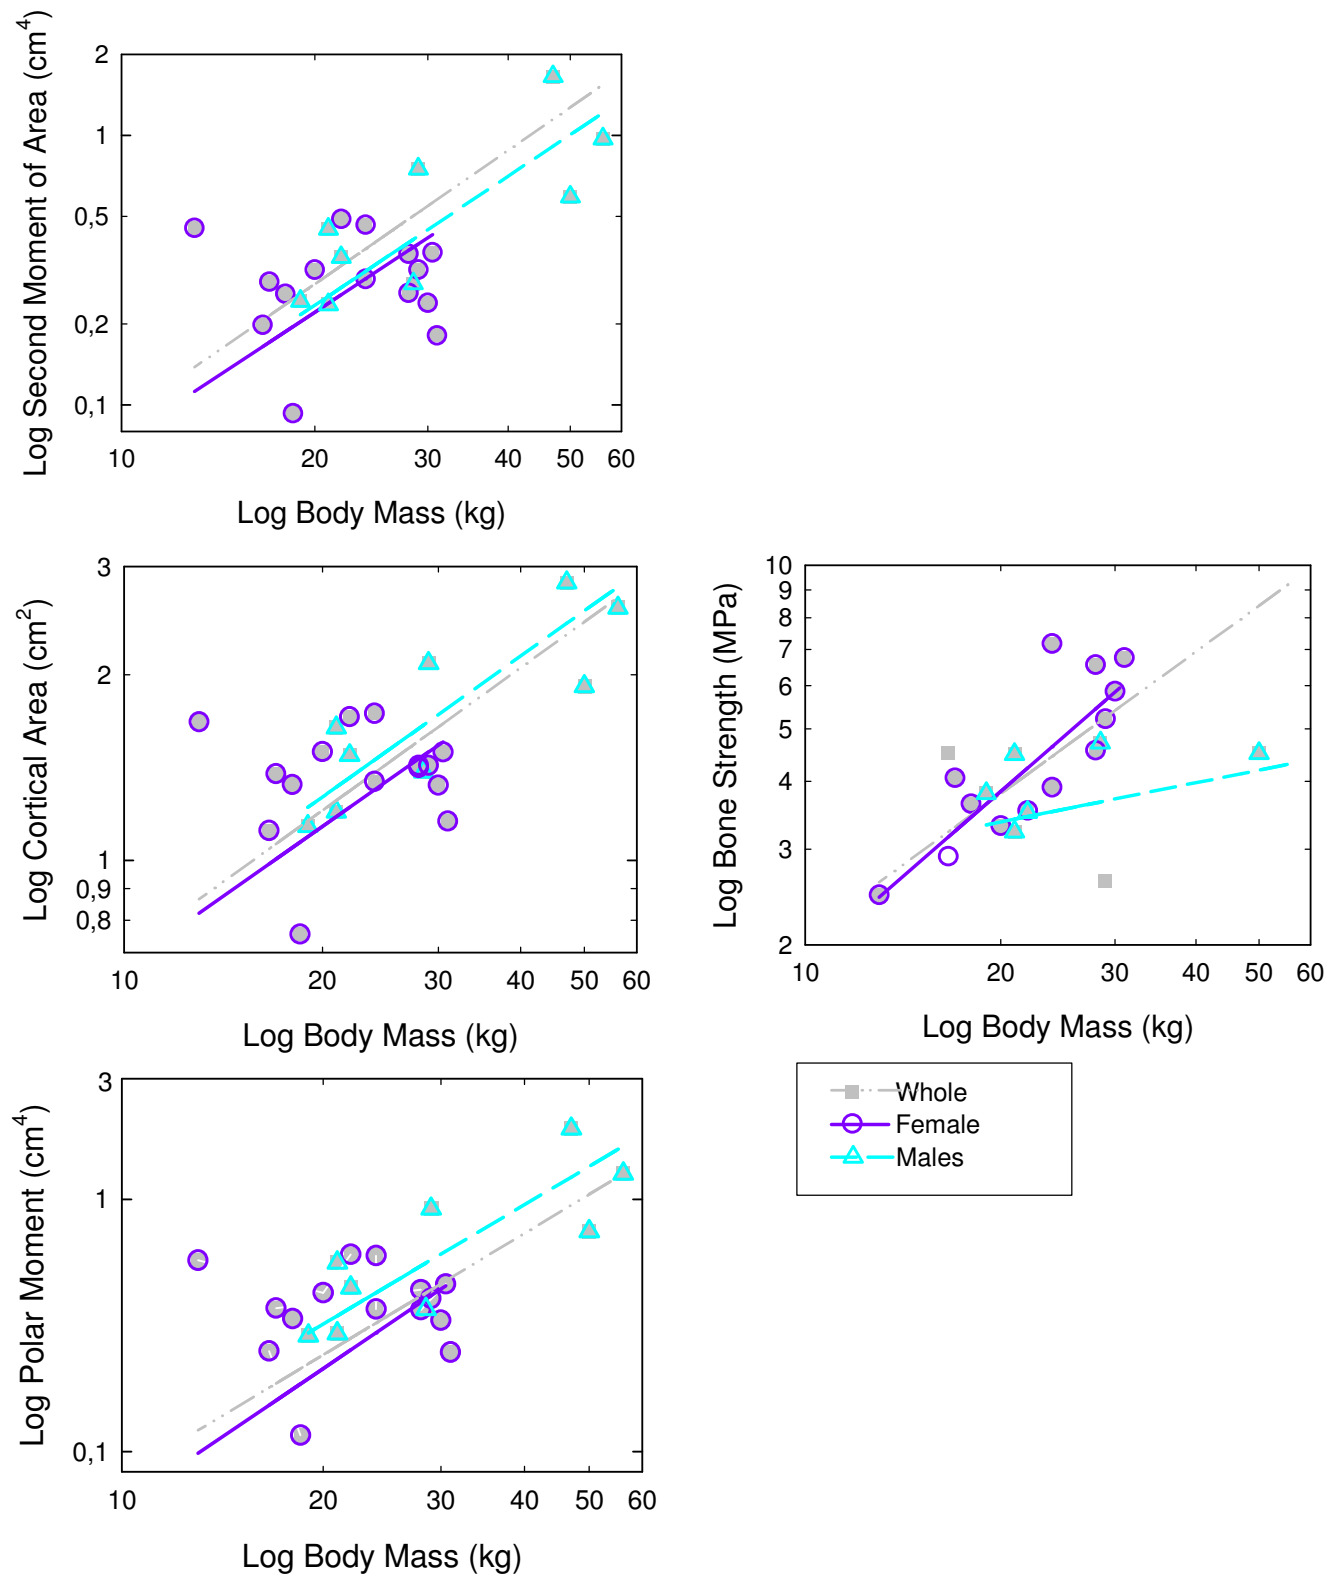 Log Second Moment of Area (cm4)
2
1
0,5
0,2
0,1
10 20 30 40 50 60
Log Body Mass (kg)
Log Cortical Area (cm2)
3
2
1
0,9
0,8
10 20 30 40 50 60
Log Body Mass (kg)
Log Bone Strength (MPa)
10
9
8
7
6
5
4
3
2
10 20 30 40 50 60
Log Body Mass (kg)
Whole
Female
Males
Log Polar Moment (cm4)
3
1
0,1
10 20 30 40 50 60
Log Body Mass (kg)